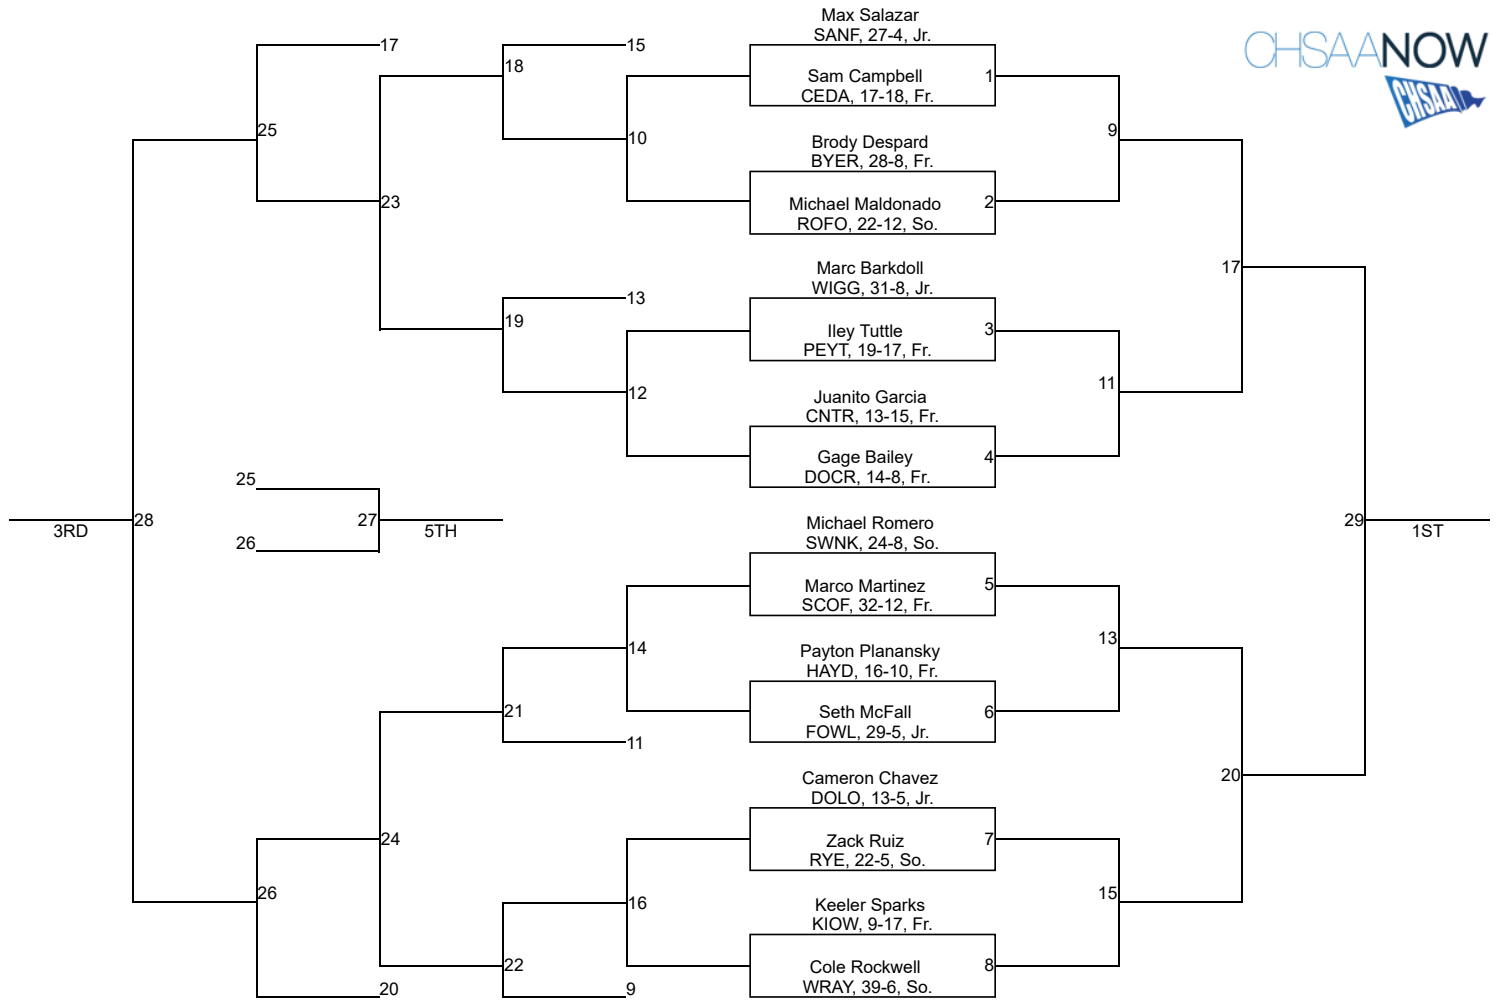 Max Salazar
SANF, 27-4, Jr.
Sam Campbell
CEDA, 17-18, Fr.
1
Brody Despard
BYER, 28-8, Fr.
Michael Maldonado
ROFO, 22-12, So.
2
Marc Barkdoll
WIGG, 31-8, Jr.
Iley Tuttle
PEYT, 19-17, Fr.
3
Juanito Garcia
CNTR, 13-15, Fr.
Gage Bailey
DOCR, 14-8, Fr.
4
Michael Romero
SWNK, 24-8, So.
Marco Martinez
SCOF, 32-12, Fr.
5
Payton Planansky
HAYD, 16-10, Fr.
Seth McFall
FOWL, 29-5, Jr.
6
Cameron Chavez
DOLO, 13-5, Jr.
Zack Ruiz
RYE, 22-5, So.
7
Keeler Sparks
KIOW, 9-17, Fr.
Cole Rockwell
WRAY, 39-6, So.
8
9
11
13
15
17
20
29
1ST
15
18
10
17
25
23
13
19
12
25
27
5TH
26
28
3RD
14
21
11
24
26
16
22
9
20
CHSAANOW
CHSAA